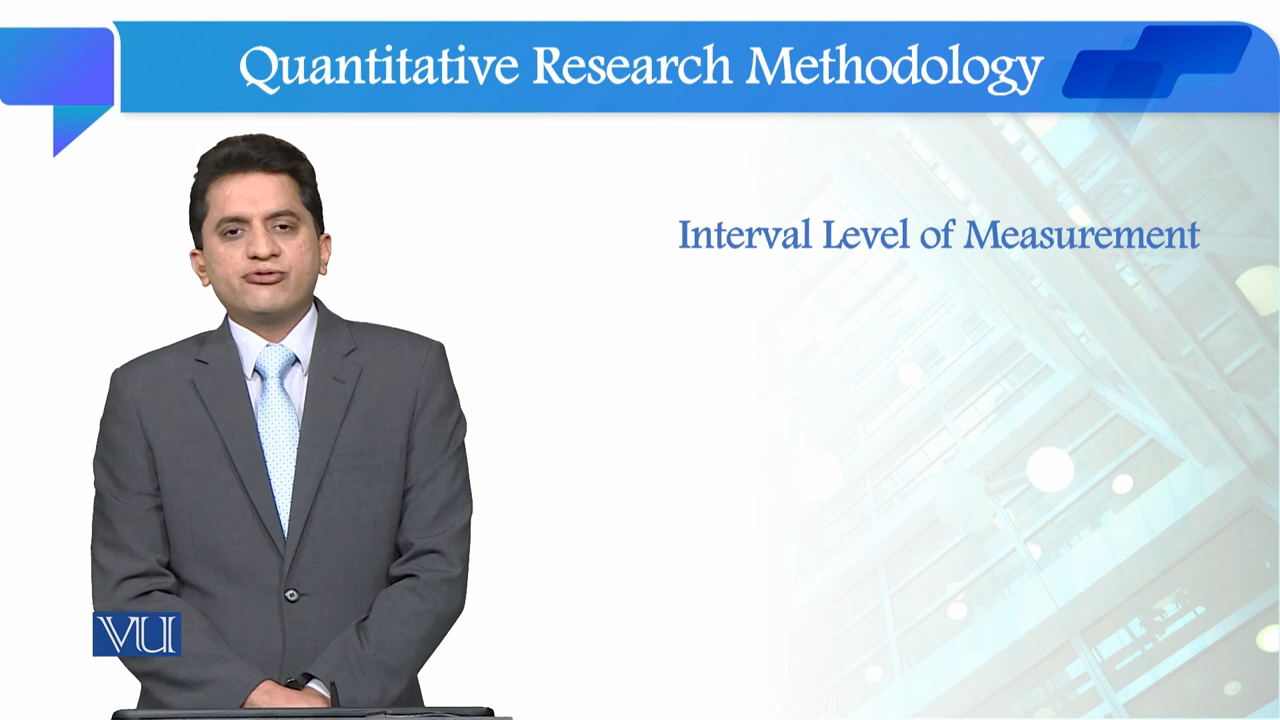 Quantitative Research Methodology
Interval Level of Measurement
VU